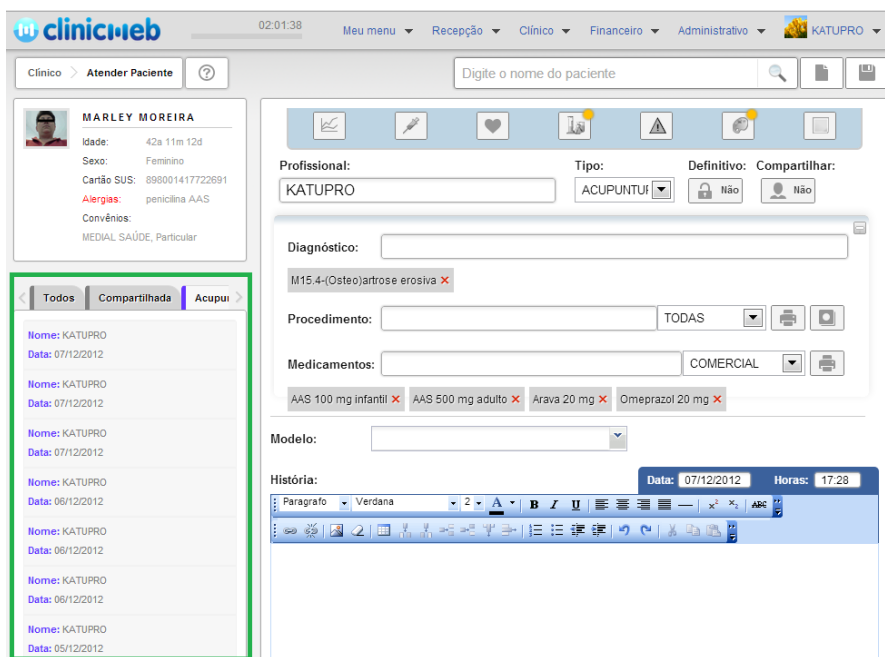 clinicweb
02:01:38
Meu menu Recepção Clínico Financeiro Administrativo KATUPRO
Clínico Atender Paciente ?
Digite o nome do paciente
MARLEY MOREIRA
Idade: 42a 11m 12d
Sexo: Feminino
Cartão SUS: 898001417722691
Alergias: penicilina AAS
Convênios:
MEDIAL SAÚDE, Particular
Profissional: Tipo: Definitivo: Compartilhar:
KATUPRO ACUPUNTUF Não Não
Diagnóstico:
M15.4-(Osteo)artrose erosiva
Procedimento: TODAS
Medicamentos: COMERCIAL
AAS 100 mg infantil AAS 500 mg adulto Arava 20 mg Omeprazol 20 mg
Modelo:
História: Data: 07/12/2012 Horas: 17:28
Paragrafo Verdana 2 A B I U x² x₂ ABC
Todos Compartilhada Acupu
Nome: KATUPRO
Data: 07/12/2012
Nome: KATUPRO
Data: 07/12/2012
Nome: KATUPRO
Data: 07/12/2012
Nome: KATUPRO
Data: 06/12/2012
Nome: KATUPRO
Data: 06/12/2012
Nome: KATUPRO
Data: 06/12/2012
Nome: KATUPRO
Data: 05/12/2012